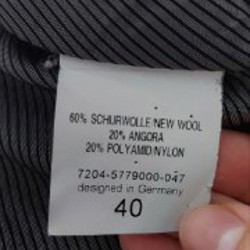 60% SCHURWOLLE/NEW WOOL
20% ANGORA
20% POLYAMID/NYLON
7204-5779000-047
designed in Germany
40